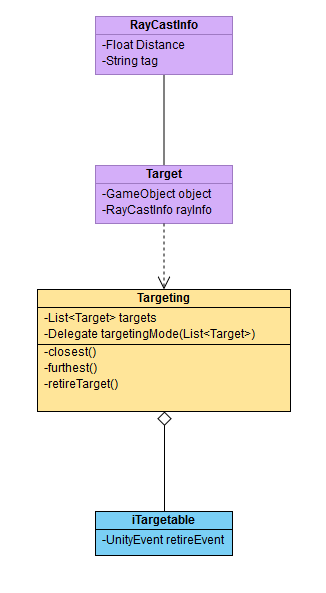 RayCastInfo
-Float Distance
-String tag
Target
-GameObject object
-RayCastInfo rayInfo
Targeting
-List<Target> targets
-Delegate targetingMode(List<Target>)
-closest()
-furthest()
-retireTarget()
iTargetable
-UnityEvent retireEvent